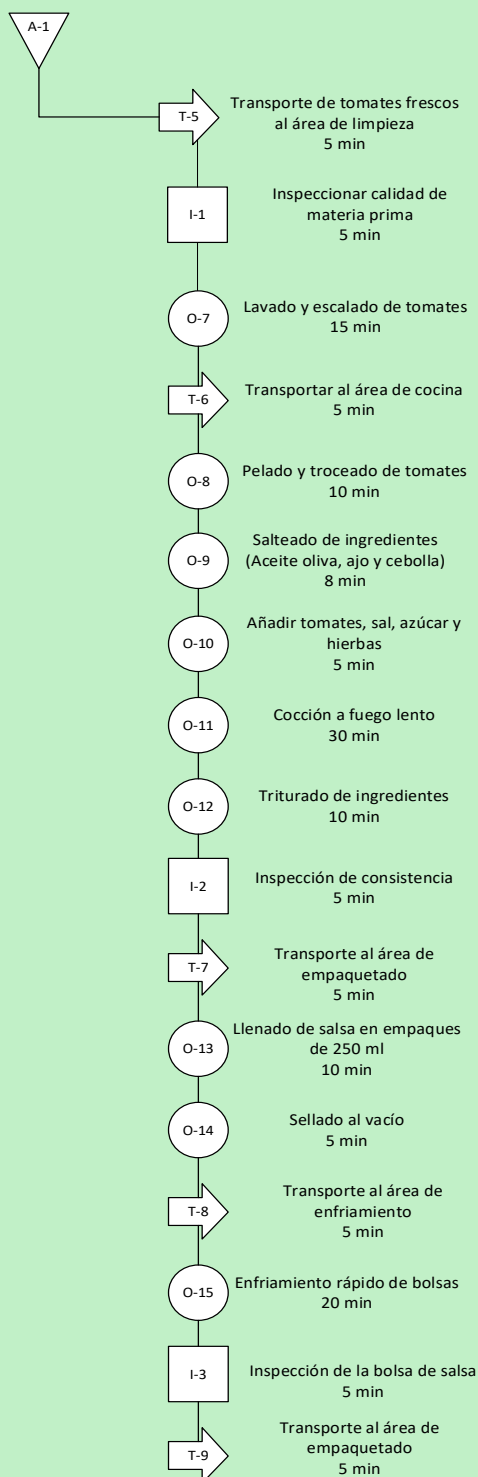 A-1
T-5
Transporte de tomates frescos
al área de limpieza
5 min
I-1
Inspeccionar calidad de
materia prima
5 min
O-7
Lavado y escalado de tomates
15 min
T-6
Transportar al área de cocina
5 min
O-8
Pelado y troceado de tomates
10 min
O-9
Salteado de ingredientes
(Aceite oliva, ajo y cebolla)
8 min
O-10
Añadir tomates, sal, azúcar y
hierbas
5 min
O-11
Cocción a fuego lento
30 min
O-12
Triturado de ingredientes
10 min
I-2
Inspección de consistencia
5 min
T-7
Transporte al área de
empaquetado
5 min
O-13
Llenado de salsa en empaques
de 250 ml
10 min
O-14
Sellado al vacío
5 min
T-8
Transporte al área de
enfriamiento
5 min
O-15
Enfriamiento rápido de bolsas
20 min
I-3
Inspección de la bolsa de salsa
5 min
T-9
Transporte al área de
empaquetado
5 min